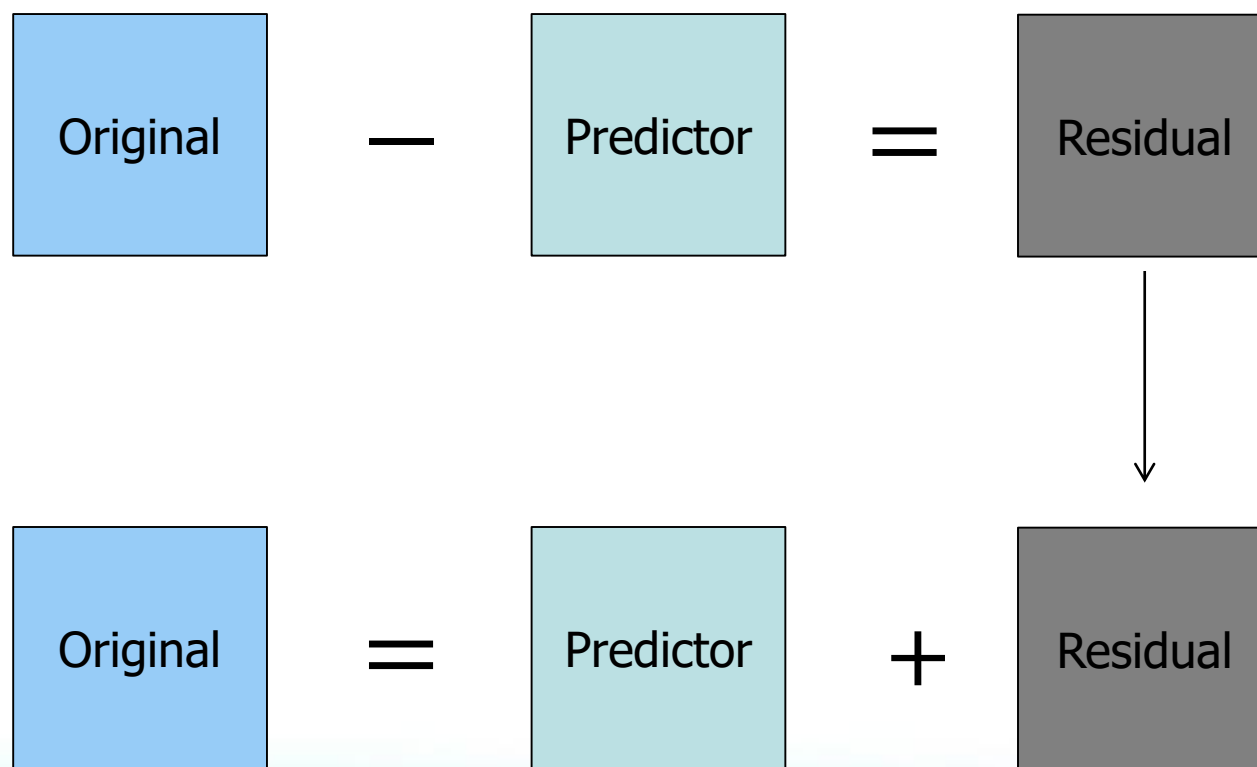 Original — Predictor = Residual
Original = Predictor + Residual